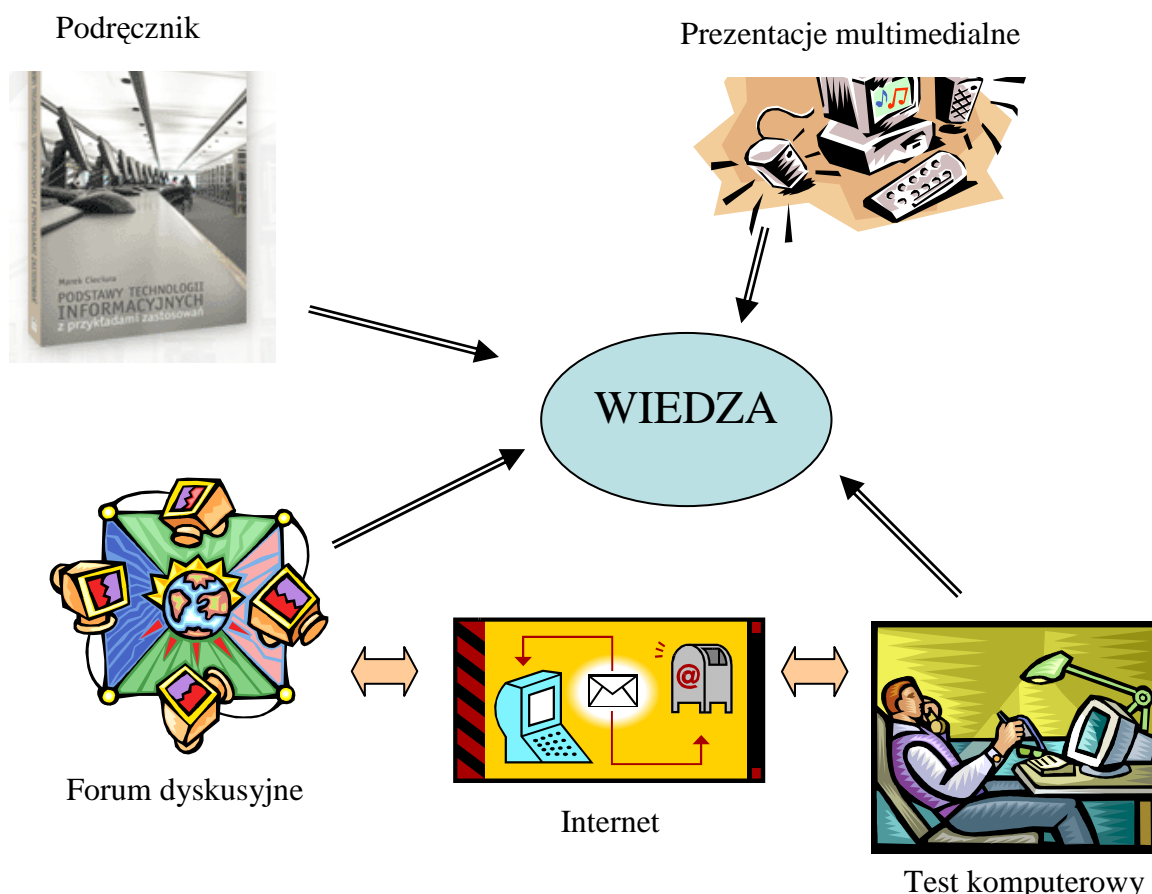 Podręcznik
Prezentacje multimedialne
Marek Cieciura
PODSTAWY TECHNOLOGII
INFORMACYJNYCH
z przykładami zastosowań
WIEDZA
@
Forum dyskusyjne
Internet
Test komputerowy